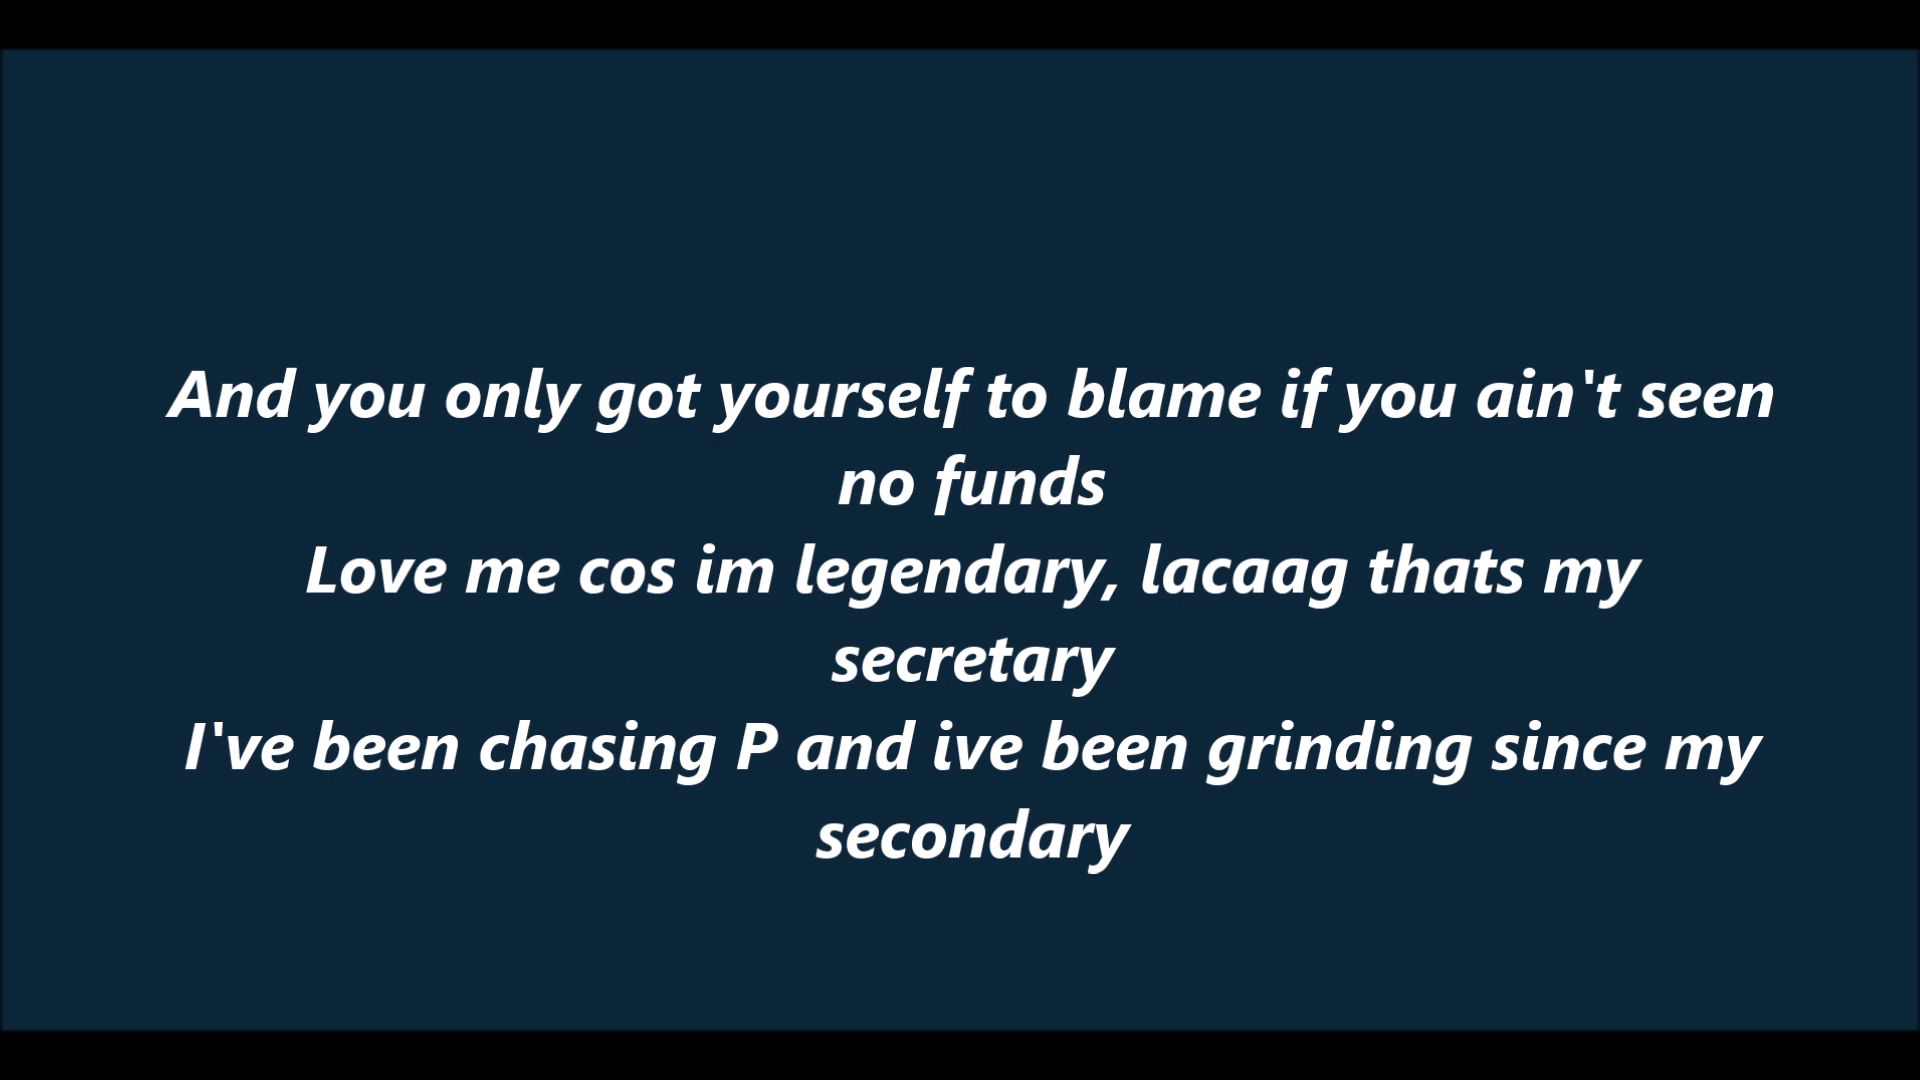 And you only got yourself to blame if you ain't seen
no funds
Love me cos im legendary, lacaag thats my
secretary
I've been chasing P and ive been grinding since my
secondary